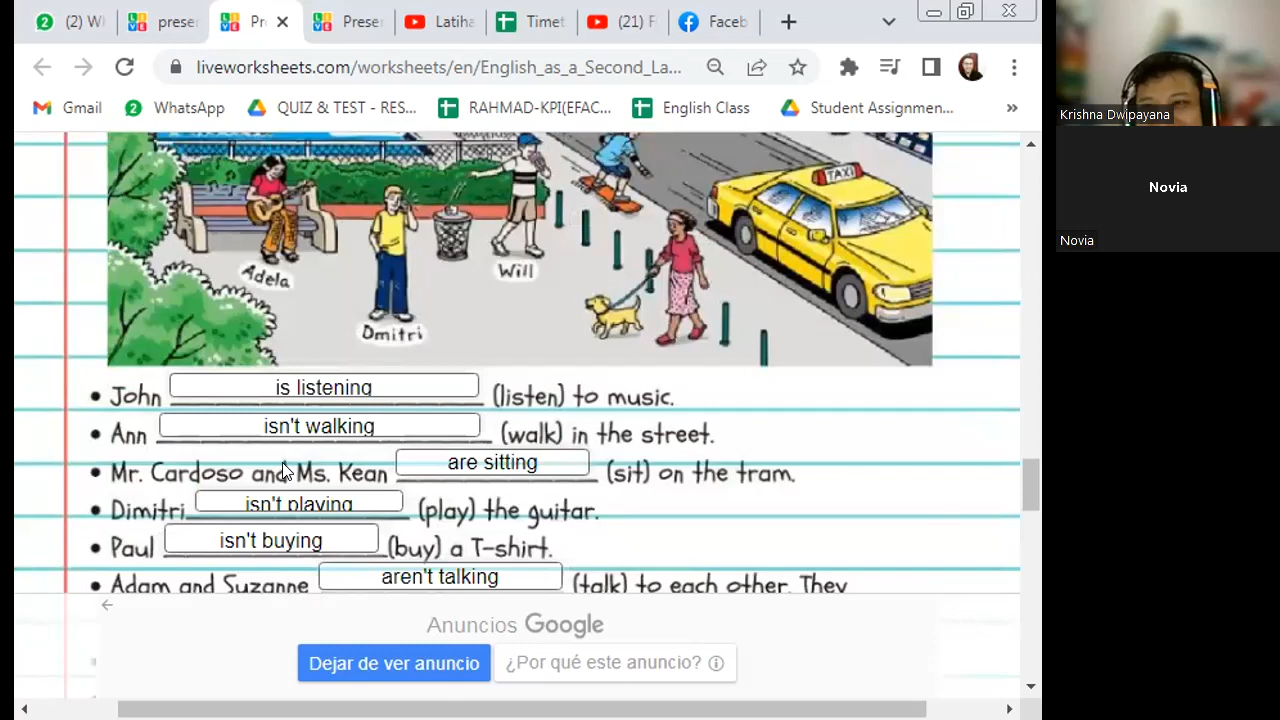 (2) W
presen
Pr
Presen
Latiha
Timet
(21) F
Faceb
liveworksheets.com/worksheets/en/English_as_a_Second_La...
Gmail
WhatsApp
QUIZ & TEST - RES...
RAHMAD-KPI(EFAC...
English Class
Student Assignmen...
»
Krishna Dwipayana
Novia
Novia
TAXI
Adela
Will
Dmitri
• John is listening (listen) to music.
• Ann isn't walking (walk) in the street.
• Mr. Cardoso and Ms. Kean are sitting (sit) on the tram.
• Dimitri isn't playing (play) the guitar.
• Paul isn't buying (buy) a T-shirt.
• Adam and Suzanne aren't talking (talk) to each other. They
Anuncios Google
Dejar de ver anuncio
¿Por qué este anuncio?